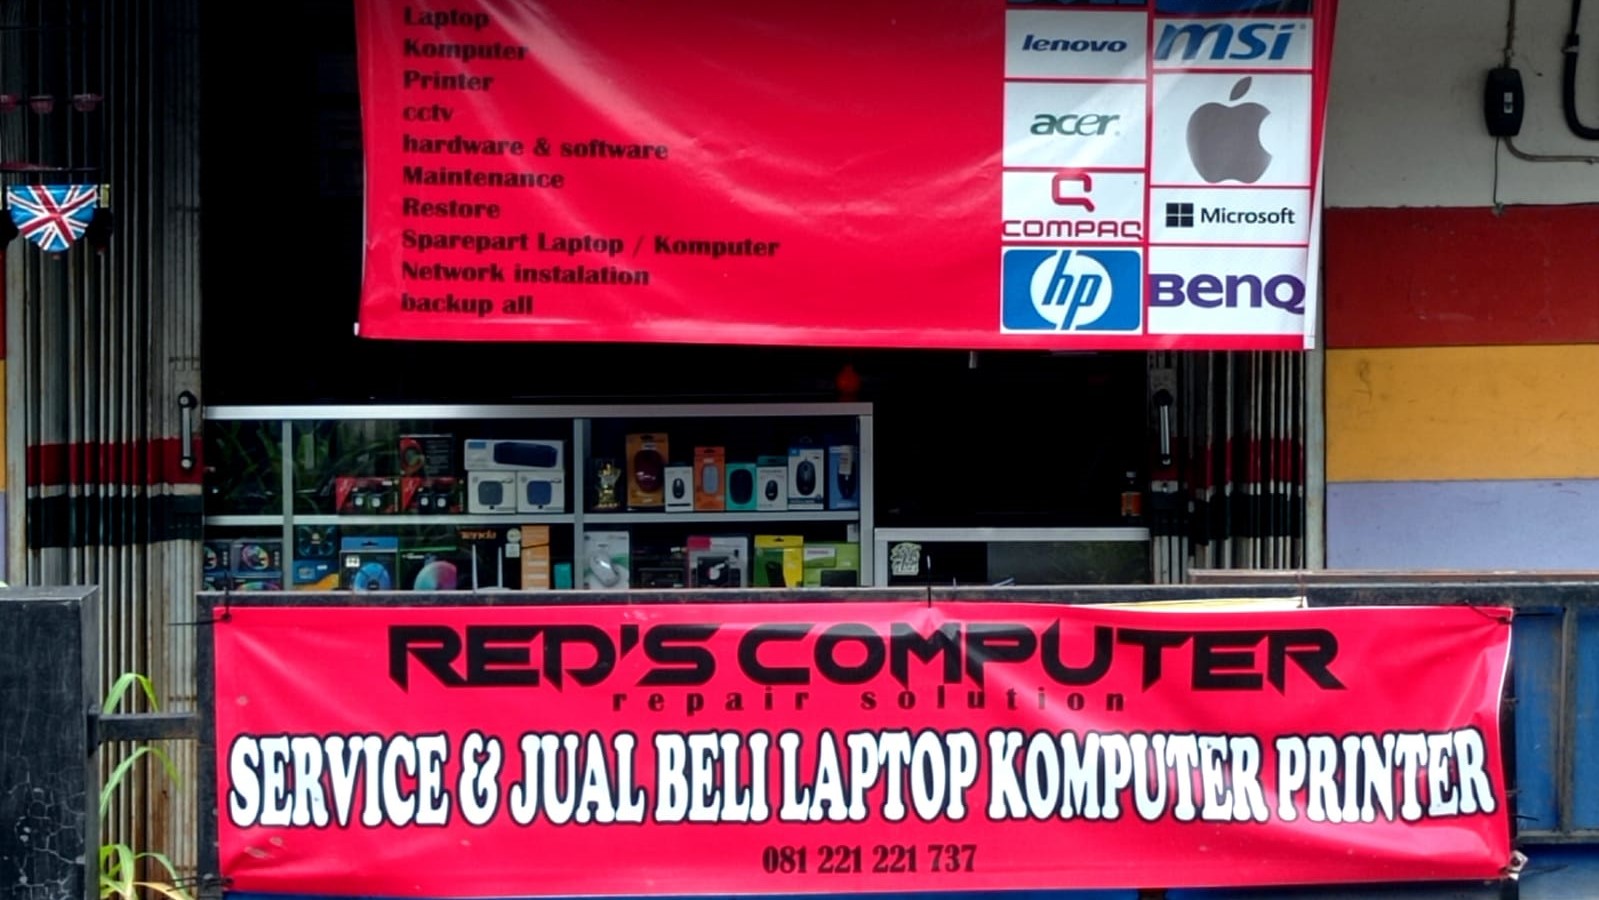 Laptop
Komputer
Printer
cctv
hardware & software
Maintenance
Restore
Sparepart Laptop / Komputer
Network instalation
backup all
lenovo
msi
acer
COMPAQ
Microsoft
hp
BenQ
Tenda
RED'S COMPUTER
repair solution
SERVICE & JUAL BELI LAPTOP KOMPUTER PRINTER
081 221 221 737